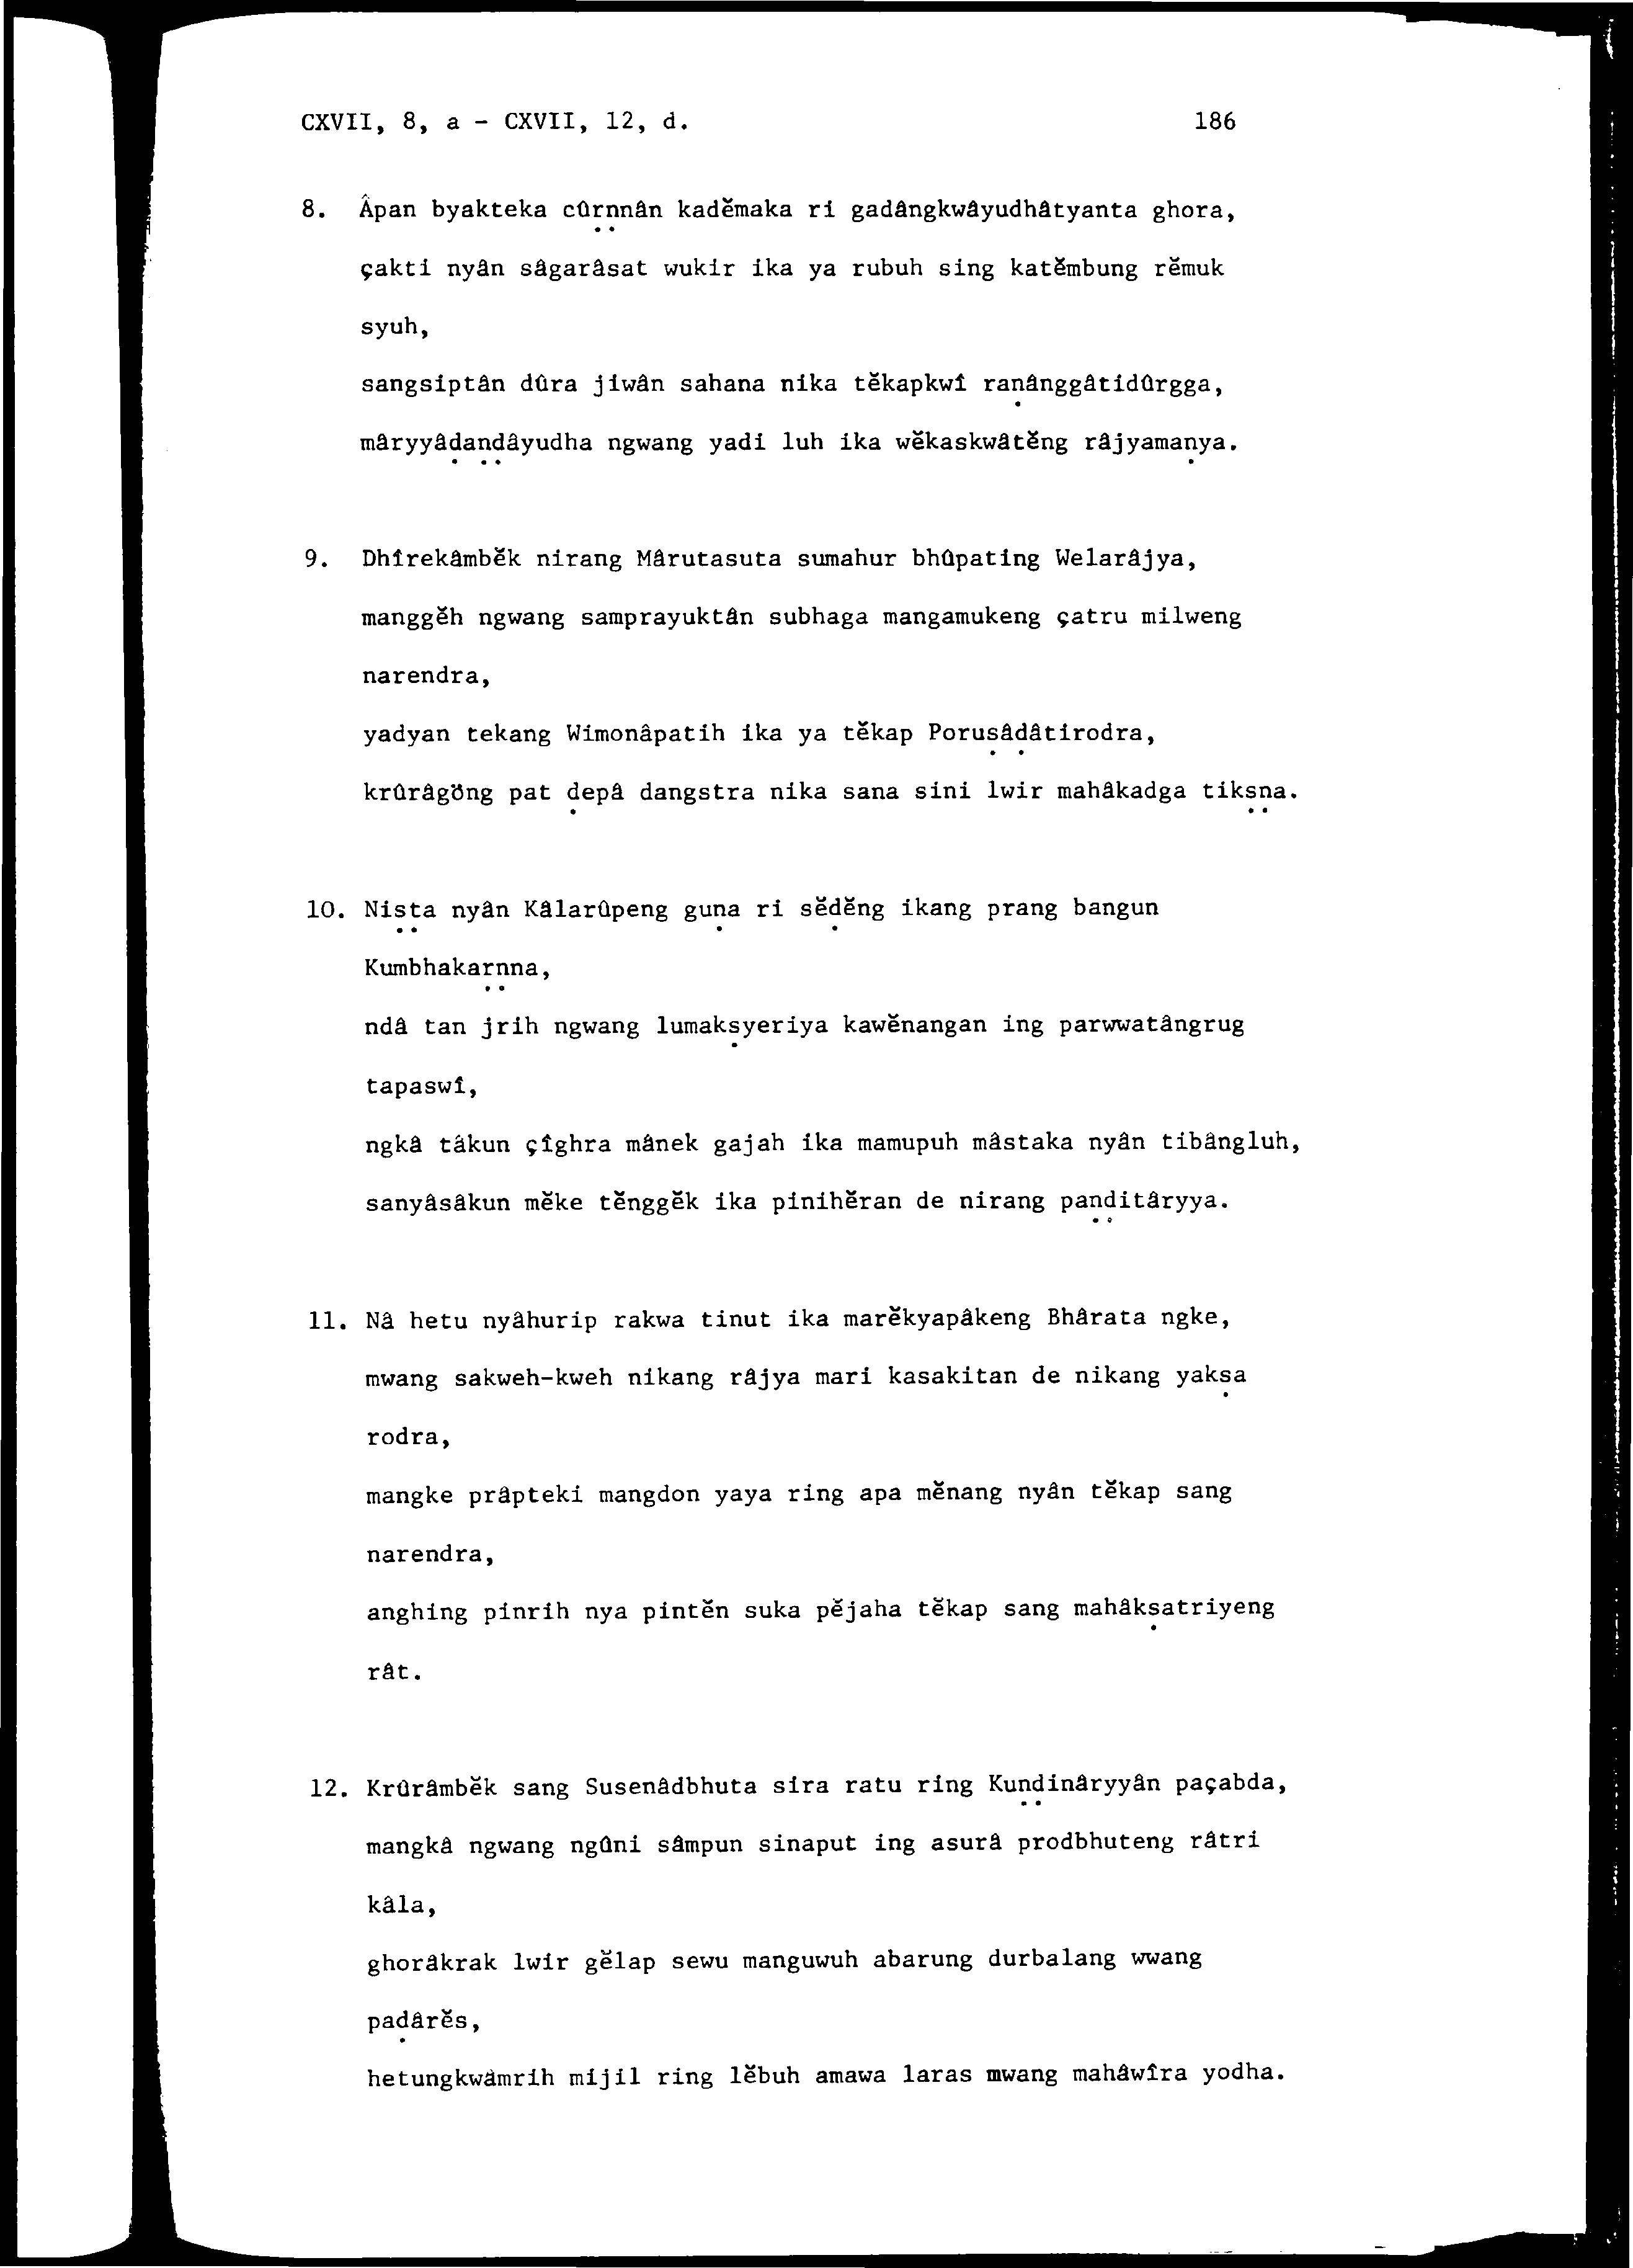 CXVII, 8, a - CXVII, 12, d. 186
8. Âpan byakteka cûrṇṇân kadĕmaka ri gadângkwâyudhâtyanta ghora,
çakti nyân sâgarâsat wukir ika ya rubuh sing katĕmbung rĕmuk
syuh,
sangsiptân dûra jiwân sahana nika tĕkapkwî raṇânggâtidûrgga,
mâryyâḍaṇḍâyudha ngwang yadi luh ika wĕkaskwâtĕng râjyamaṇya.
9. Dhîrekâmbĕk nirang Mârutasuta sumahur bhûpating Welarâjya,
manggĕh ngwang samprayuktân subhaga mangamukeng çatru milweng
narendra,
yadyan tekang Wimonâpatih ika ya tĕkap Poruṣâḍâtirodra,
krûrâgöng pat ḍepâ dangstra nika sana sini lwir mahâkadga tikṣṇa.
10. Niṣṭa nyân Kâlarûpeng guṇa ri sĕḍĕng ikang prang bangun
Kumbhakarṇṇa,
ndâ tan jrih ngwang lumakṣyeriya kawĕnangan ing parwwatângrug
tapaswî,
ngkâ tâkun çîghra mânek gajah ika mamupuh mâstaka nyân tibângluh,
sanyâsâkun mĕke tĕnggĕk ika pinihĕran de nirang paṇḍitâryya.
11. Nâ hetu nyâhurip rakwa tinut ika marĕkyapâkeng Bhârata ngke,
mwang sakweh-kweh nikang râjya mari kasakitan de nikang yakṣa
rodra,
mangke prâpteki mangdon yaya ring apa mĕnang nyân tĕkap sang
narendra,
anghing pinrih nya pintĕn suka pĕjaha tĕkap sang mahâkṣatriyeng
rât.
12. Krûrâmbĕk sang Susenâdbhuta sira ratu ring Kuṇḍinâryyân paçabda,
mangkâ ngwang ngûni sâmpun sinaput ing asurâ prodbhuteng râtri
kâla,
ghorâkrak lwir gĕlap sewu manguwuh abarung durbalang wwang
paḍârĕs,
hetungkwâmrih mijil ring lĕbuh amawa laras mwang mahâwîra yodha.